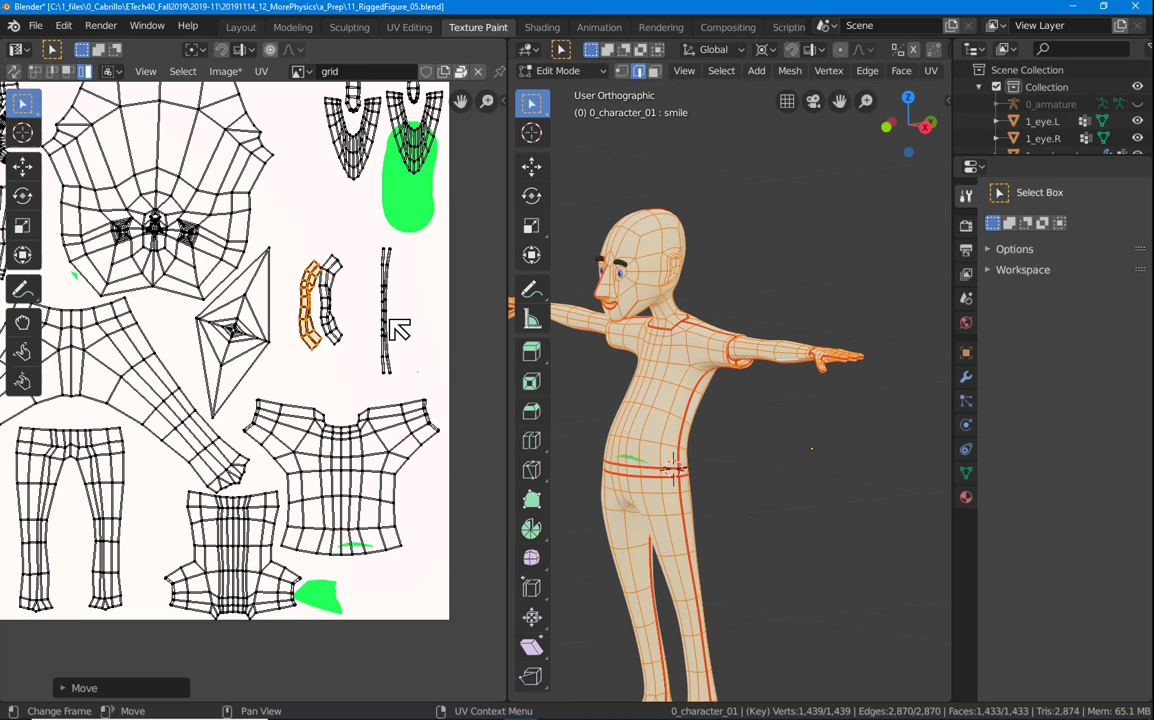 Blender* [C:\1_files\0_Cabrillo\ETech40_Fall2019\2019-11\20191114_12_MorePhysics\a_Prep\11_RiggedFigure_05.blend]
File Edit Render Window Help Layout Modeling Sculpting UV Editing Texture Paint Shading Animation Rendering Compositing Scriptin Scene View Layer
Global
View Select Image* UV grid Edit Mode View Select Add Mesh Vertex Edge Face UV
Scene Collection
Collection
0_armature
1_eye.L
1_eye.R
User Orthographic
(0) 0_character_01 : smile
Z
X
Y
Select Box
Options
Workspace
Move
Change Frame Move Pan View UV Context Menu 0_character_01 | (Key) Verts:1,439/1,439 | Edges:2,870/2,870 | Faces:1,433/1,433 | Tris:2,874 | Mem: 65.1 MB